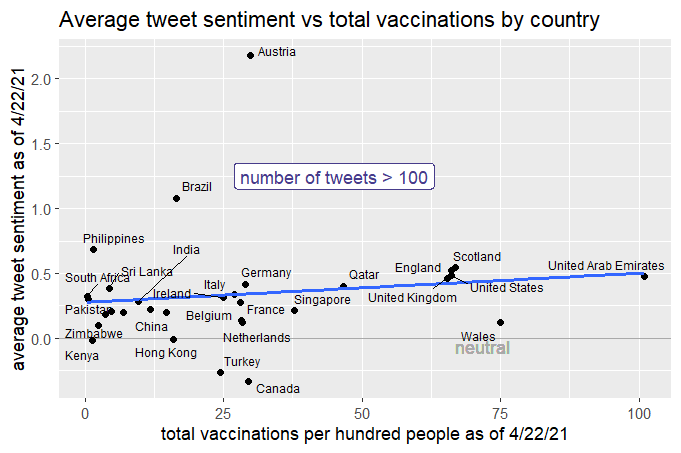 Average tweet sentiment vs total vaccinations by country
average tweet sentiment as of 4/22/21
2.0
1.5
1.0
0.5
0.0
Austria
number of tweets > 100
Brazil
Philippines
India
Scotland
South Africa
Sri Lanka
Germany
Qatar
England
United Arab Emirates
Italy
Ireland
United States
United Kingdom
Singapore
Pakistan
Belgium
France
China
Zimbabwe
Netherlands
Wales
neutral
Kenya
Hong Kong
Turkey
Canada
0
25
50
75
100
total vaccinations per hundred people as of 4/22/21